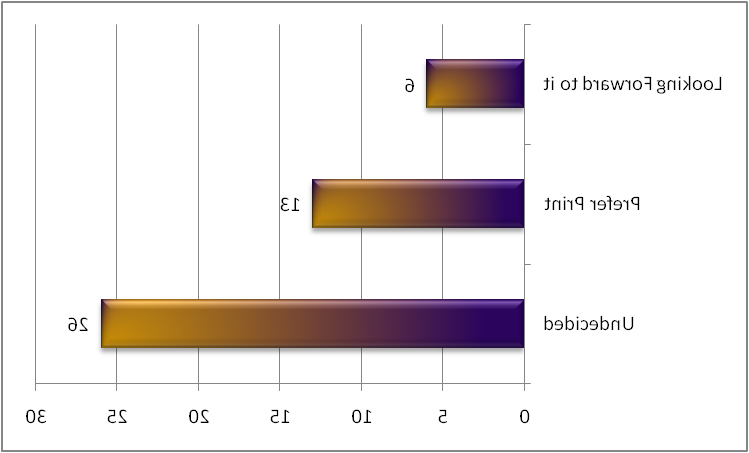 Looking Forward to it
6
Prefer Print
13
Undecided
26
0 5 10 15 20 25 30